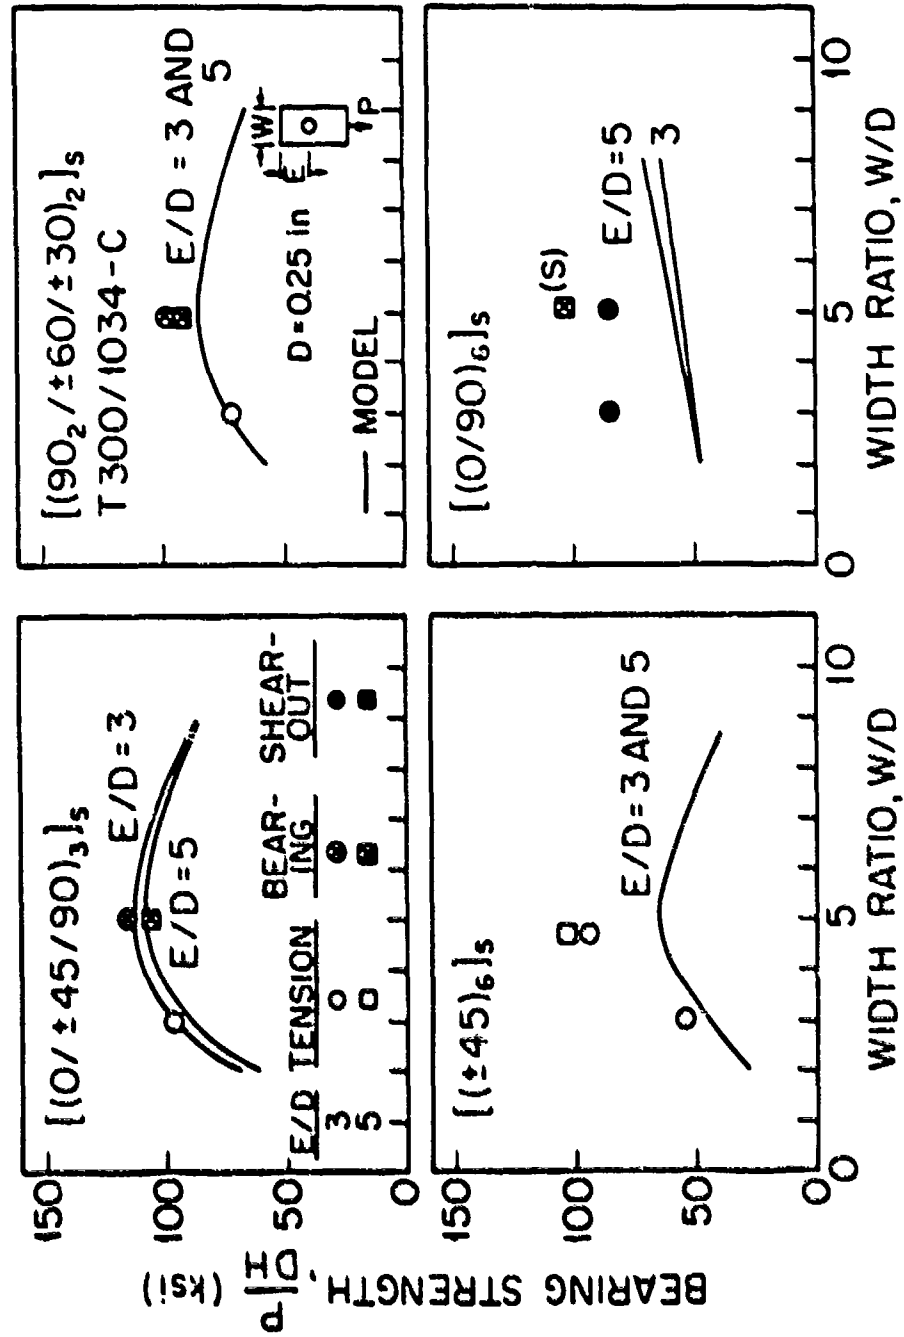 BEARING STRENGTH, P/DH (ksi)
[(0/±45/90)₃]s
E/D = 3
E/D = 5
E/D TENSION BEAR-ING SHEAR-OUT
3
5
150
100
50
0
[(90₂/±60/±30)₂]s
T300/1034-C
E/D = 3 AND
5
W
E
P
D = 0.25 in
MODEL
[(±45)₆]s
E/D = 3 AND 5
150
100
50
0
0
5
10
WIDTH RATIO, W/D
[(0/90)₆]s
(S)
E/D = 5
3
0
5
10
WIDTH RATIO, W/D